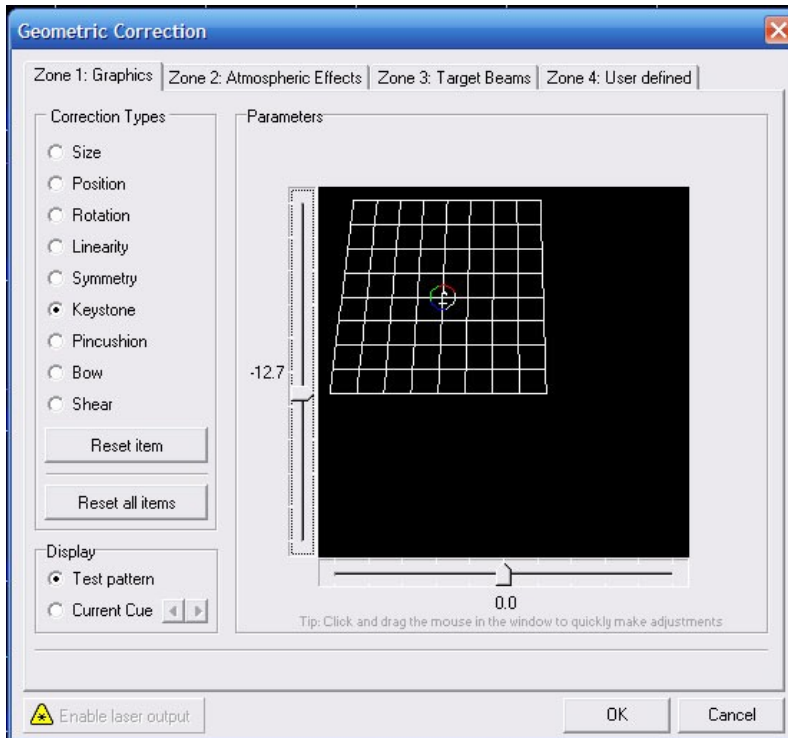 Geometric Correction
Zone 1: Graphics Zone 2: Atmospheric Effects Zone 3: Target Beams Zone 4: User defined
Correction Types
Size
Position
Rotation
Linearity
Symmetry
Keystone
Pincushion
Bow
Shear
Reset item
Reset all items
Display
Test pattern
Current Cue
Parameters
-12.7
0.0
Tip: Click and drag the mouse in the window to quickly make adjustments
Enable laser output
OK Cancel